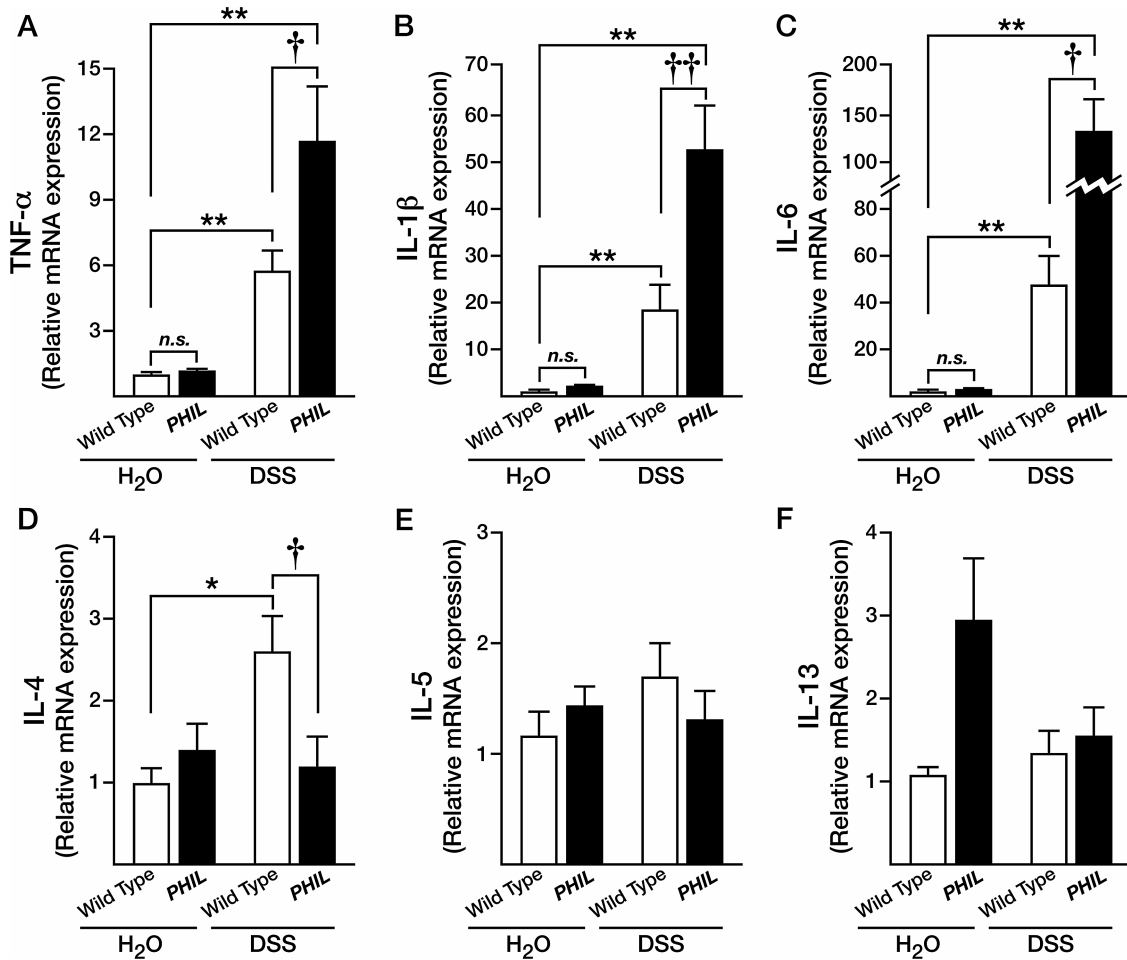 A
TNF-α
(Relative mRNA expression)
15
12
9
6
3
**
†
**
n.s.
Wild Type
PHIL
Wild Type
PHIL
H2O
DSS
B
IL-1β
(Relative mRNA expression)
70
60
50
40
30
20
10
**
††
**
n.s.
Wild Type
PHIL
Wild Type
PHIL
H2O
DSS
C
IL-6
(Relative mRNA expression)
200
150
100
80
60
40
20
**
†
**
n.s.
Wild Type
PHIL
Wild Type
PHIL
H2O
DSS
D
IL-4
(Relative mRNA expression)
4
3
2
1
*
†
Wild Type
PHIL
Wild Type
PHIL
H2O
DSS
E
IL-5
(Relative mRNA expression)
3
2
1
Wild Type
PHIL
Wild Type
PHIL
H2O
DSS
F
IL-13
(Relative mRNA expression)
4
3
2
1
Wild Type
PHIL
Wild Type
PHIL
H2O
DSS